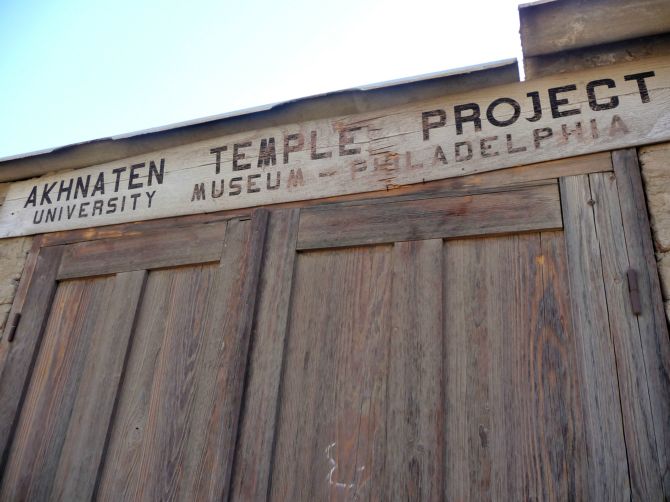 AKHNATEN TEMPLE PROJECT
UNIVERSITY MUSEUM - PHILADELPHIA